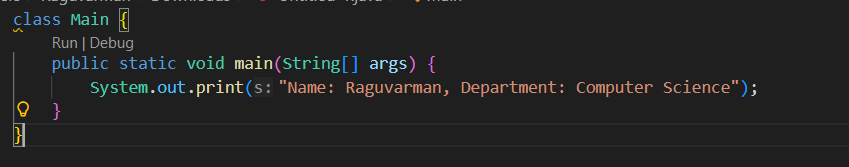 class Main {
Run | Debug
public static void main(String[] args) {
System.out.print(s: "Name: Raguvarman, Department: Computer Science");
}
}